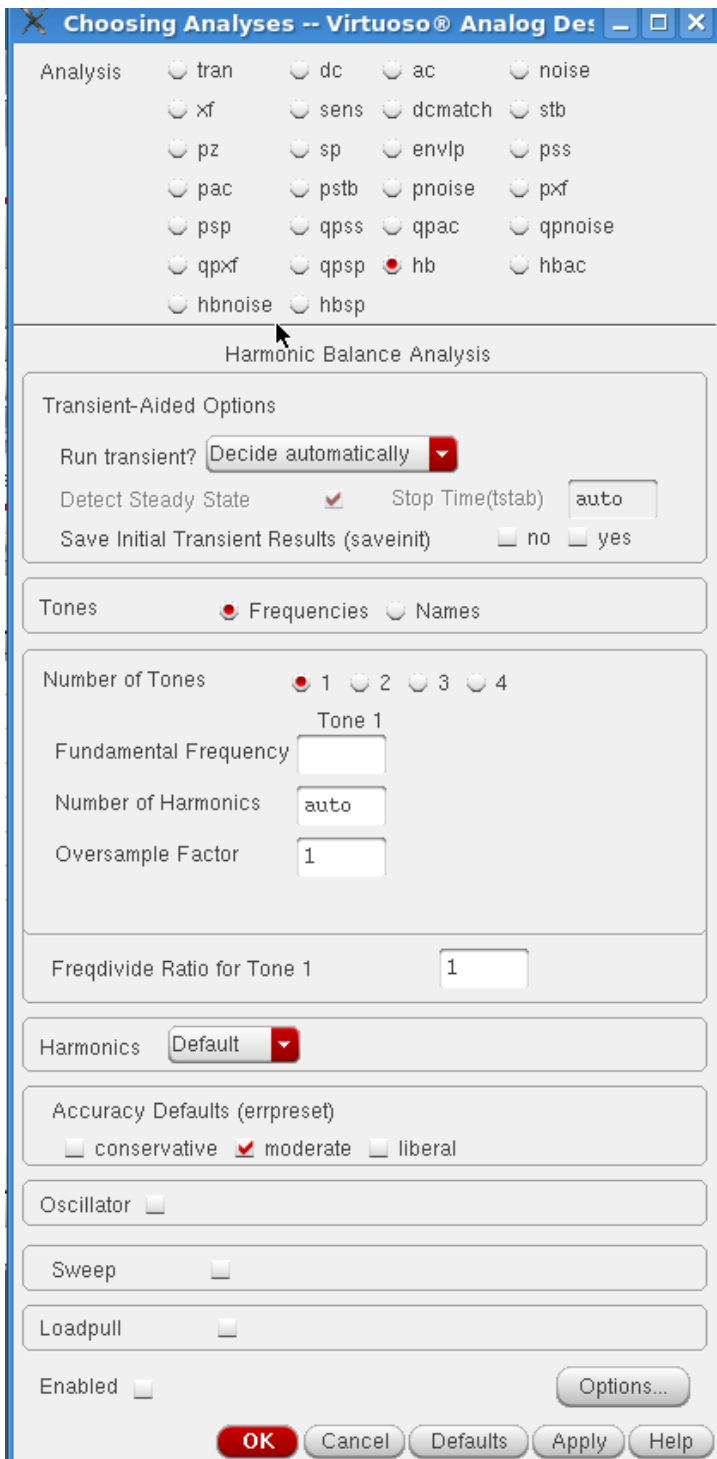 Choosing Analyses -- Virtuoso® Analog Des
Analysis tran dc ac noise
xf sens dcmatch stb
pz sp envlp pss
pac pstb pnoise pxf
psp qpss qpac qpnoise
qpxf qpsp hb hbac
hbnoise hbsp
Harmonic Balance Analysis
Transient-Aided Options
Run transient? Decide automatically
Detect Steady State Stop Time(tstab) auto
Save Initial Transient Results (saveinit) no yes
Tones Frequencies Names
Number of Tones 1 2 3 4
Tone 1
Fundamental Frequency
Number of Harmonics auto
Oversample Factor 1
Freqdivide Ratio for Tone 1 1
Harmonics Default
Accuracy Defaults (errpreset)
conservative moderate liberal
Oscillator
Sweep
Loadpull
Enabled Options...
OK Cancel Defaults Apply Help